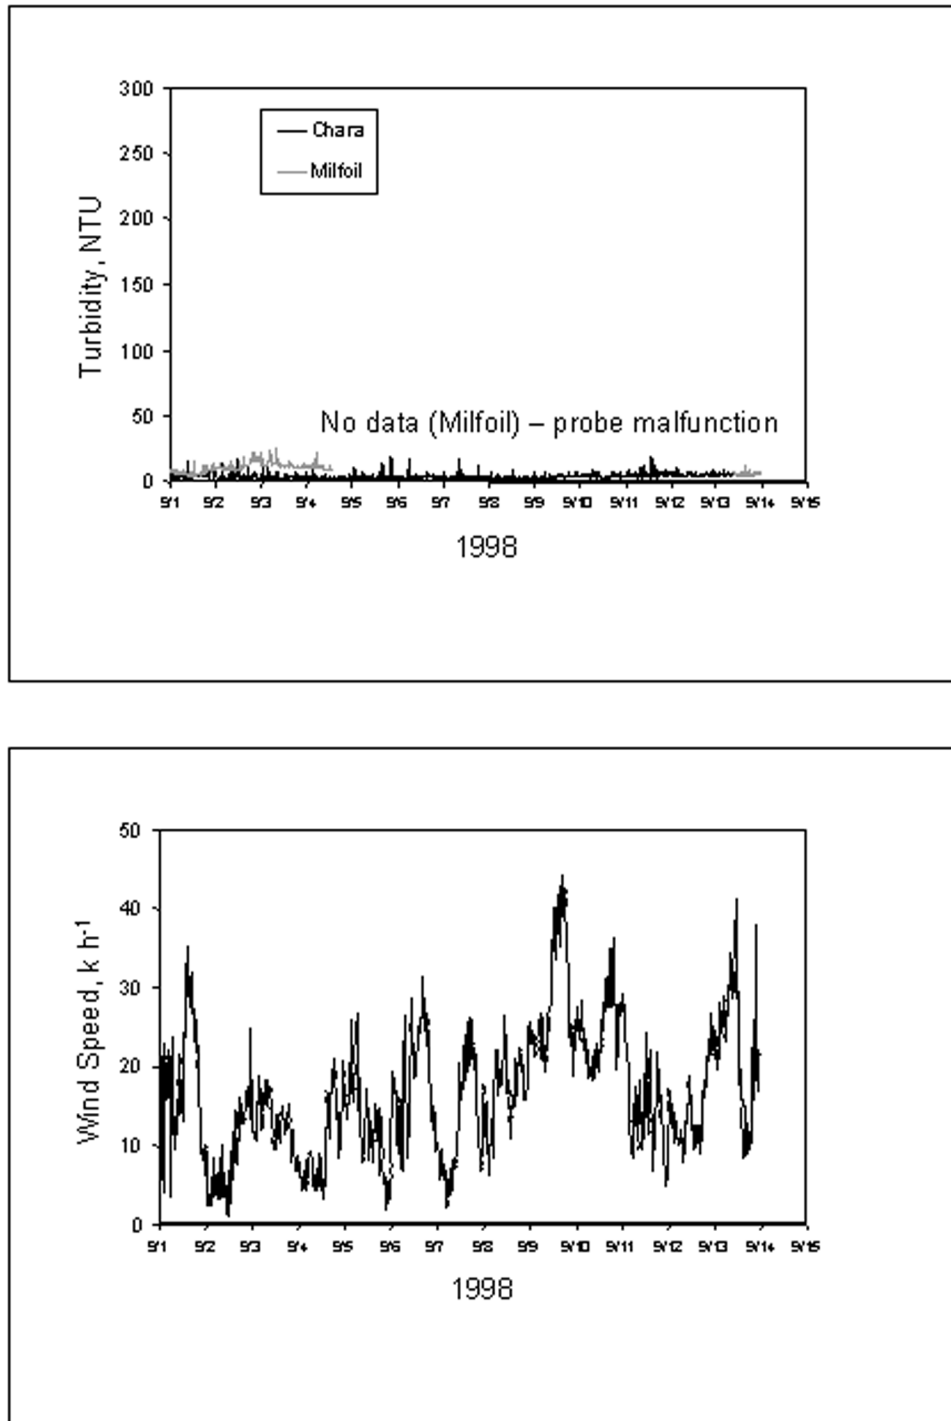 300
250
200
150
100
50
0
Turbidity, NTU
Chara
Milfoil
No data (Milfoil) – probe malfunction
9/1 9/2 9/3 9/4 9/5 9/6 9/7 9/8 9/9 9/10 9/11 9/12 9/13 9/14 9/15
1998
50
40
30
20
10
0
Wind Speed, k h-1
9/1 9/2 9/3 9/4 9/5 9/6 9/7 9/8 9/9 9/10 9/11 9/12 9/13 9/14 9/15
1998